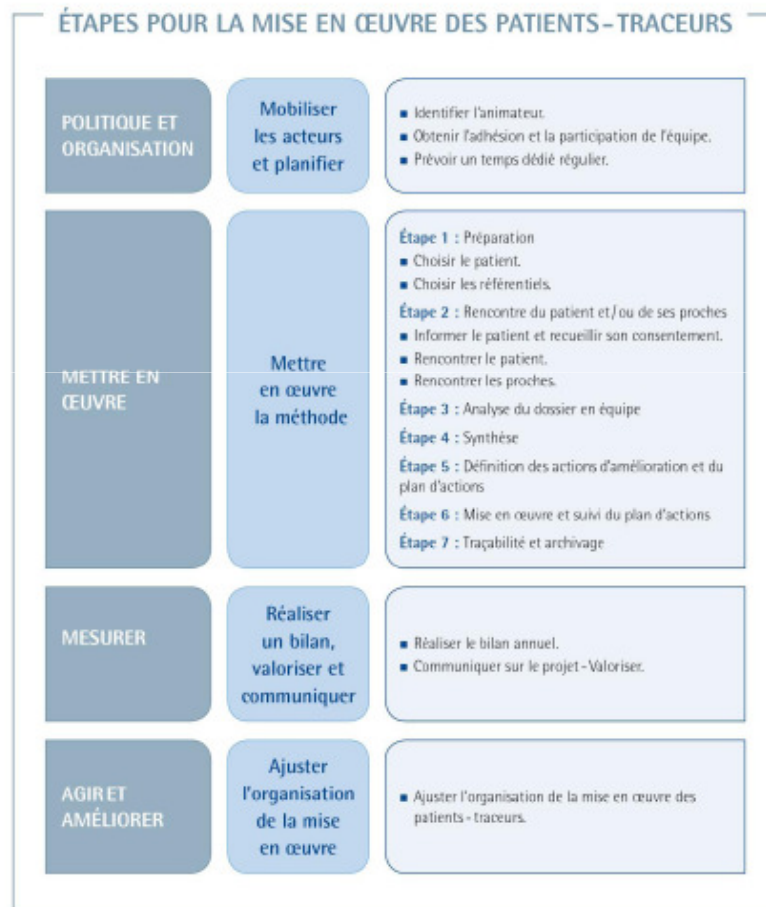 ÉTAPES POUR LA MISE EN ŒUVRE DES PATIENTS-TRACEURS
POLITIQUE ET
ORGANISATION
Mobiliser
les acteurs
et planifier
■ Identifier l'animateur.
■ Obtenir l'adhésion et la participation de l'équipe.
■ Prévoir un temps dédié régulier.
METTRE EN
ŒUVRE
Mettre
en œuvre
la méthode
Étape 1 : Préparation
■ Choisir le patient.
■ Choisir les référentiels.
Étape 2 : Rencontre du patient et/ou de ses proches
■ Informer le patient et recueillir son consentement.
■ Rencontrer le patient.
■ Rencontrer les proches.
Étape 3 : Analyse du dossier en équipe
Étape 4 : Synthèse
Étape 5 : Définition des actions d'amélioration et du
plan d'actions
Étape 6 : Mise en œuvre et suivi du plan d'actions
Étape 7 : Traçabilité et archivage
MESURER
Réaliser
un bilan,
valoriser et
communiquer
■ Réaliser le bilan annuel.
■ Communiquer sur le projet - Valoriser.
AGIR ET
AMÉLIORER
Ajuster
l'organisation
de la mise
en œuvre
■ Ajuster l'organisation de la mise en œuvre des
patients-traceurs.